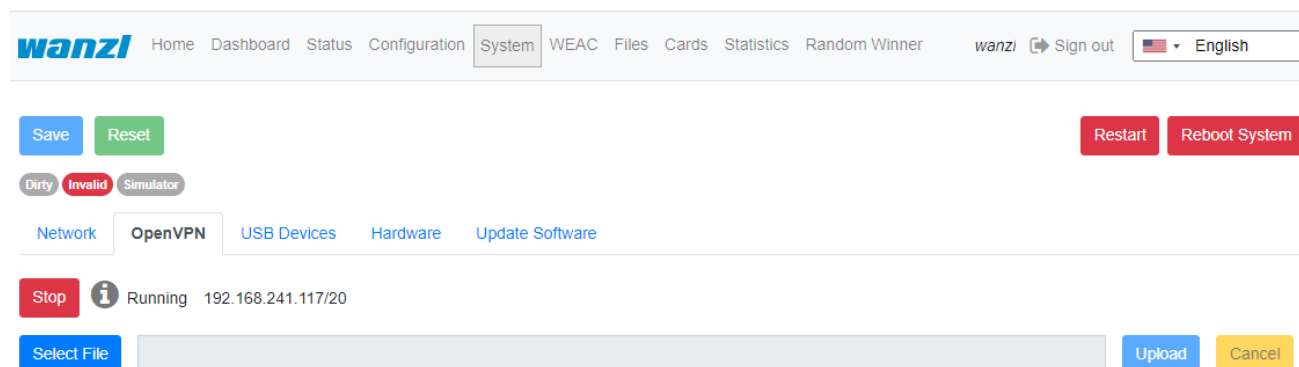 wanzl Home Dashboard Status Configuration System WEAC Files Cards Statistics Random Winner wanzl Sign out English
Save Reset Restart Reboot System
Dirty Invalid Simulator
Network OpenVPN USB Devices Hardware Update Software
Stop Running 192.168.241.117/20
Select File Upload Cancel